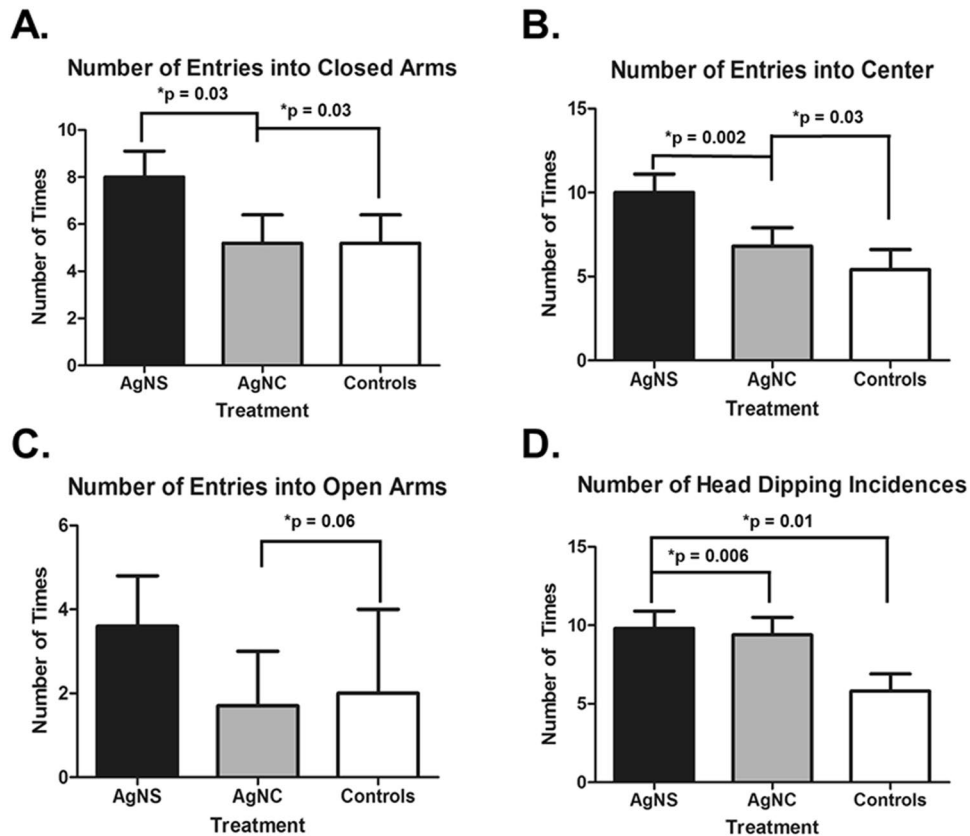 A.
Number of Entries into Closed Arms
*p = 0.03
*p = 0.03
Number of Times
10
8
6
4
2
0
AgNS AgNC Controls
Treatment
B.
Number of Entries into Center
*p = 0.002
*p = 0.03
Number of Times
15
10
5
0
AgNS AgNC Controls
Treatment
C.
Number of Entries into Open Arms
*p = 0.06
Number of Times
6
4
2
0
AgNS AgNC Controls
Treatment
D.
Number of Head Dipping Incidences
*p = 0.01
*p = 0.006
Number of Times
15
10
5
0
AgNS AgNC Controls
Treatment